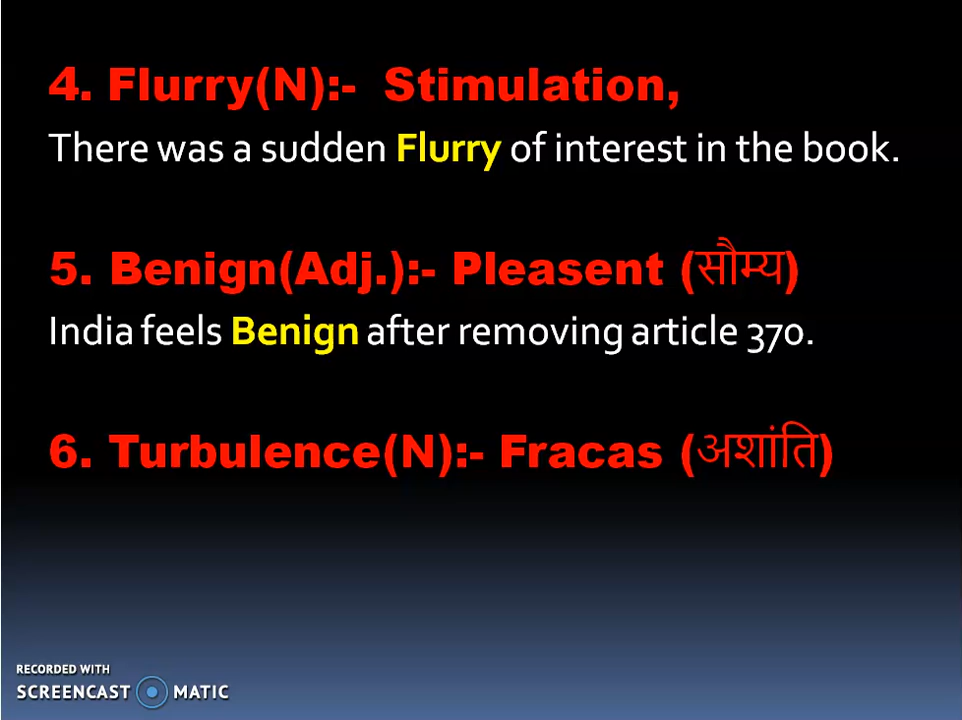 4. Flurry(N):- Stimulation,
There was a sudden Flurry of interest in the book.
5. Benign(Adj.):- Pleasent (सौम्य)
India feels Benign after removing article 370.
6. Turbulence(N):- Fracas (अशांति)
RECORDED WITH
SCREENCAST MATIC